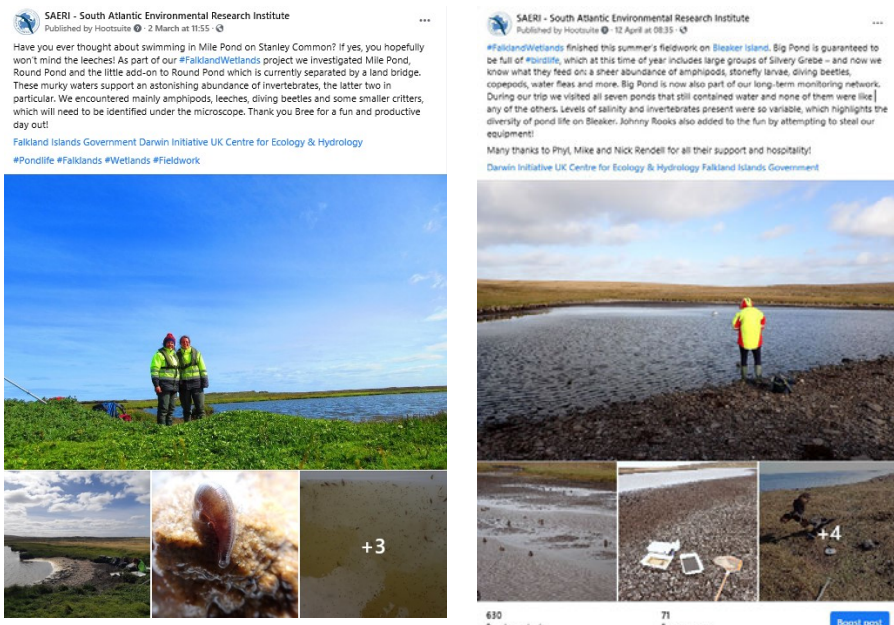 SAERI - South Atlantic Environmental Research Institute
Published by Hootsuite · 2 March at 11:55 ·
Have you ever thought about swimming in Mile Pond on Stanley Common? If yes, you hopefully
won't mind the leeches! As part of our #FalklandWetlands project we investigated Mile Pond,
Round Pond and the little add-on to Round Pond which is currently separated by a land bridge.
These murky waters support an astonishing abundance of invertebrates, the latter two in
particular. We encountered mainly amphipods, leeches, diving beetles and some smaller critters,
which will need to be identified under the microscope. Thank you Bree for a fun and productive
day out!
Falkland Islands Government Darwin Initiative UK Centre for Ecology & Hydrology
#Pondlife #Falklands #Wetlands #Fieldwork
+3
SAERI - South Atlantic Environmental Research Institute
Published by Hootsuite · 12 April at 08:35 ·
#FalklandWetlands finished this summer's fieldwork on Bleaker Island. Big Pond is guaranteed to
be full of #birdlife, which at this time of year includes large groups of Silvery Grebe – and now we
know what they feed on: a sheer abundance of amphipods, stonefly larvae, diving beetles,
copepods, water fleas and more. Big Pond is now also part of our long-term monitoring network.
During our trip we visited all seven ponds that still contained water and none of them were like
any of the others. Levels of salinity and invertebrates present were so variable, which highlights the
diversity of pond life on Bleaker. Johnny Rooks also added to the fun by attempting to steal our
equipment!
Many thanks to Phyl, Mike and Nick Rendell for all their support and hospitality!
Darwin Initiative UK Centre for Ecology & Hydrology Falkland Islands Government
+4
630
71
Boost post